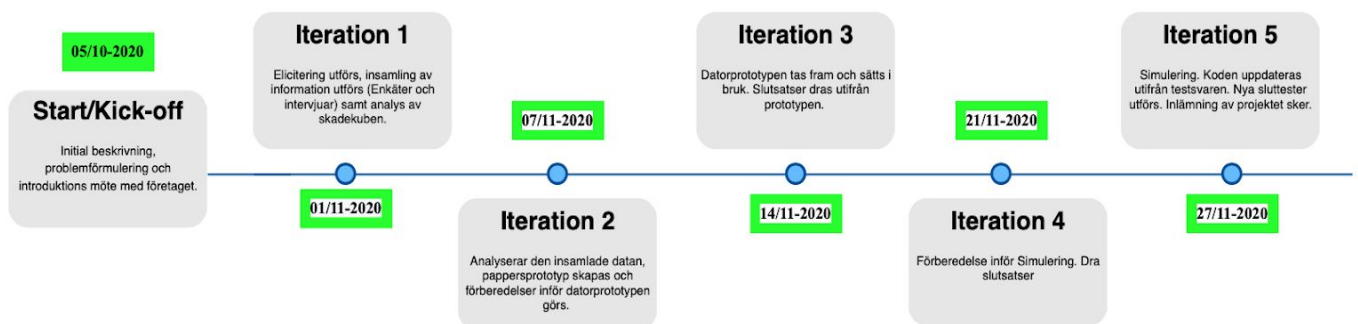 05/10-2020
Start/Kick-off
Initial beskrivning,
problemformulering och
introduktions möte med företaget.
Iteration 1
Elicitering utförs, insamling av
information utförs (Enkäter och
intervjuar) samt analys av
skadekuben.
01/11-2020
07/11-2020
Iteration 2
Analyserar den insamlade datan,
pappersprototyp skapas och
förberedelser inför datorprototypen
görs.
Iteration 3
Datorprototypen tas fram och sätts i
bruk. Slutsatser dras utifrån
prototypen.
14/11-2020
21/11-2020
Iteration 4
Förberedelse inför Simulering. Dra
slutsatser
Iteration 5
Simulering. Koden uppdateras
utifrån testsvaren. Nya sluttester
utförs. Inlämning av projektet sker.
27/11-2020